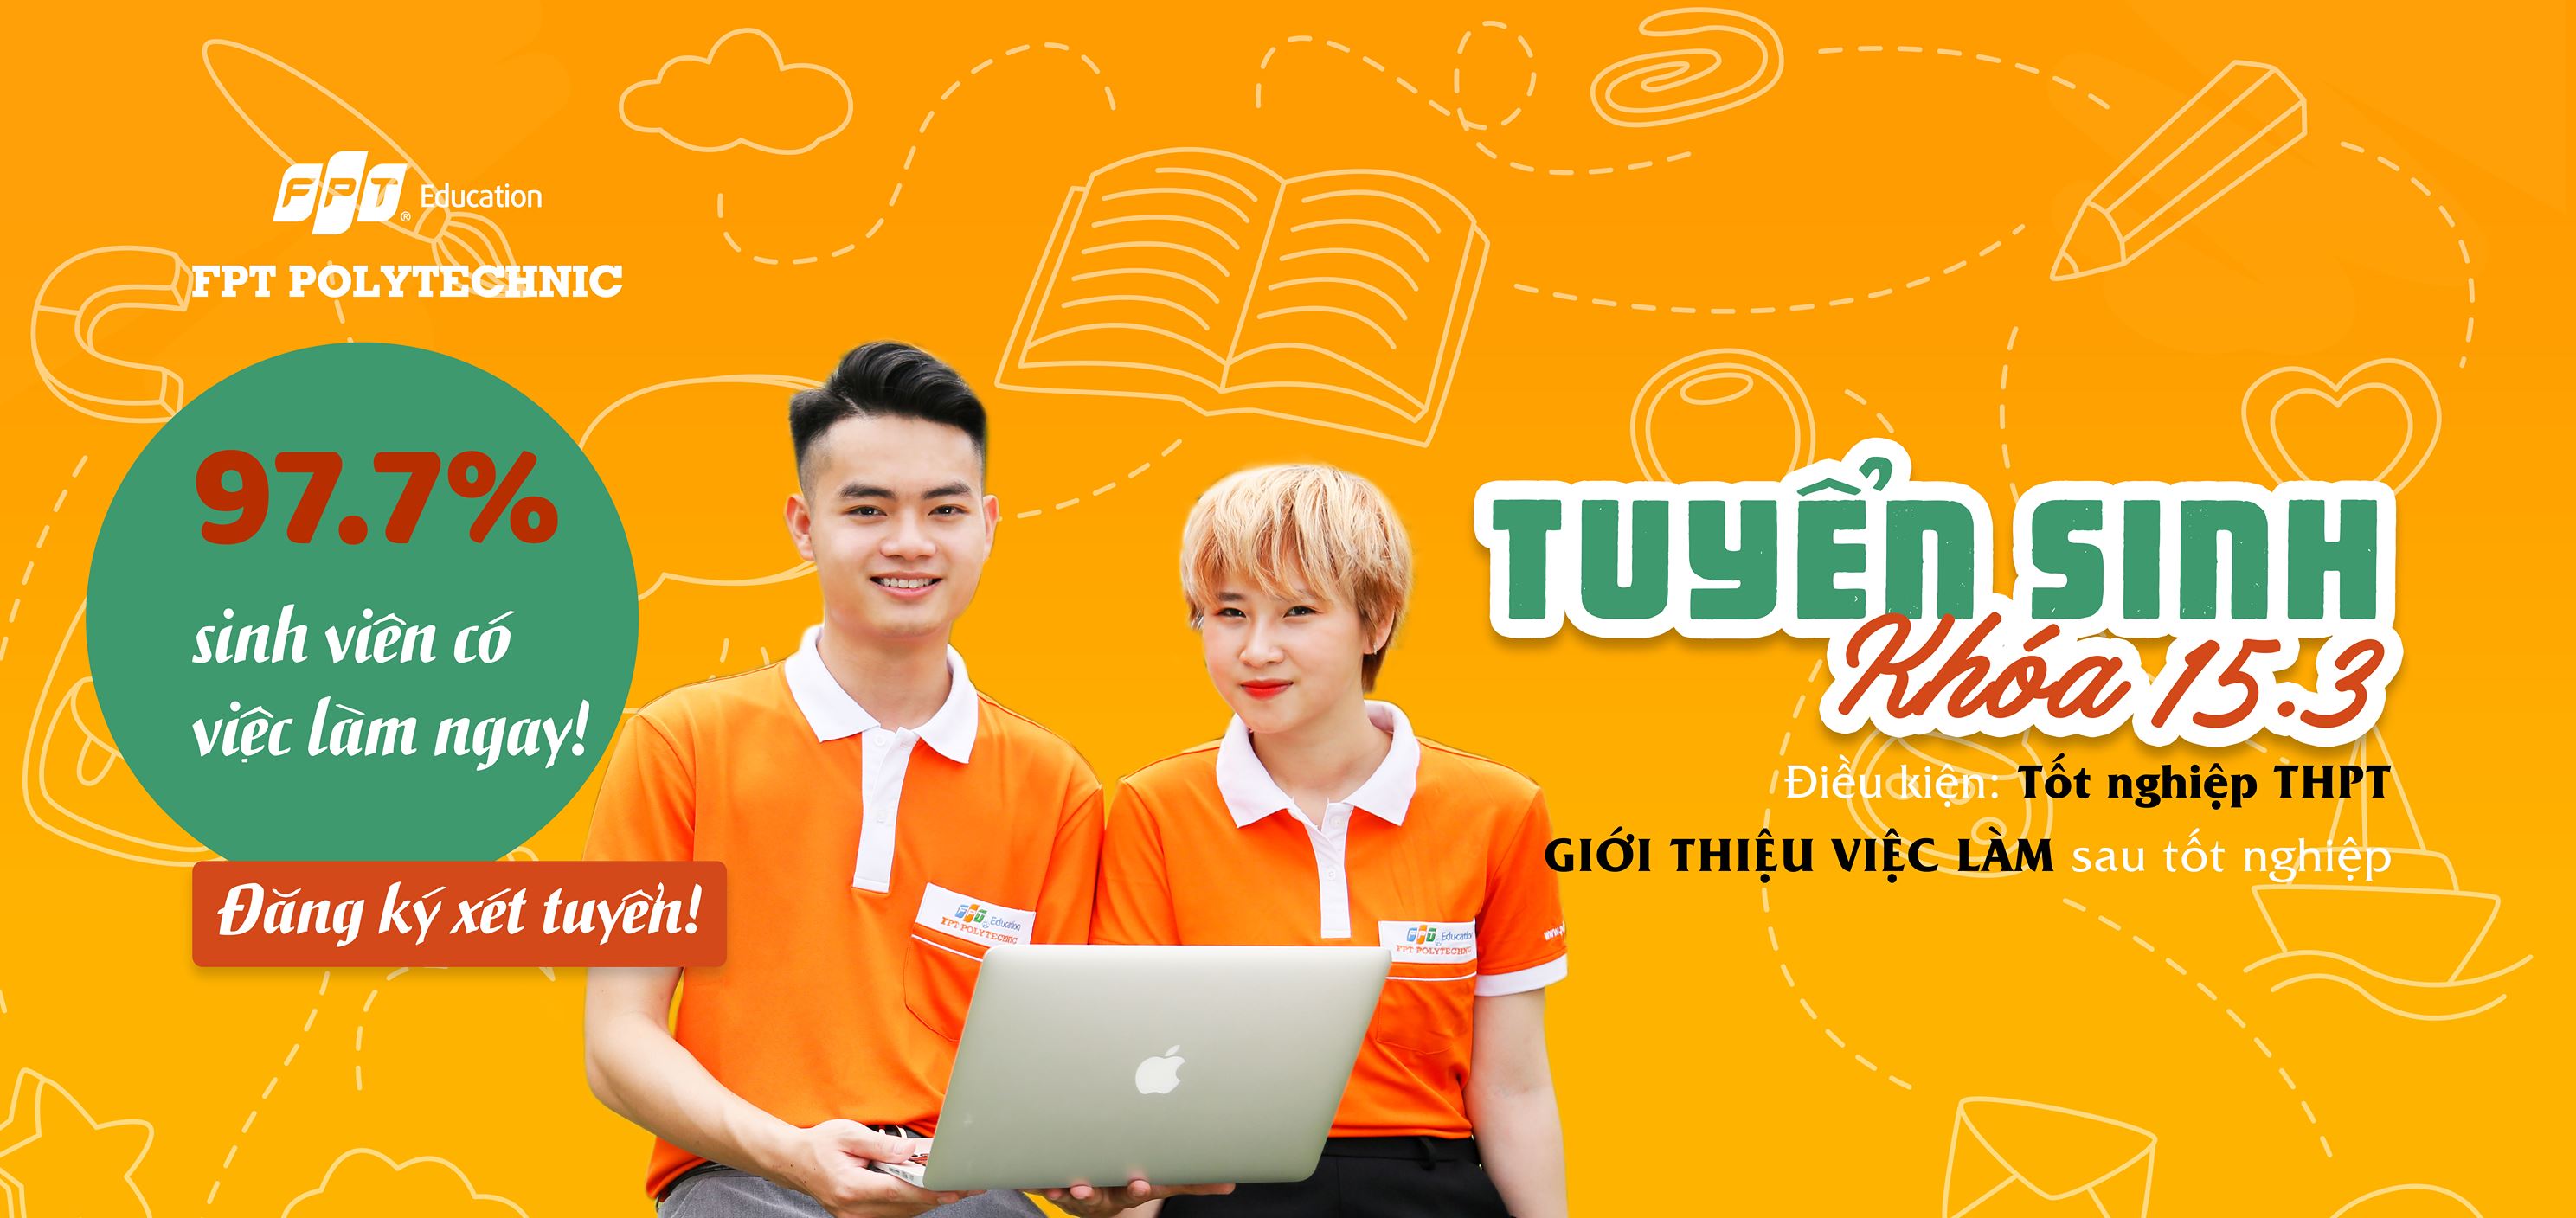 FPT® Education
FPT POLYTECHNIC
97.7%
sinh viên có
việc làm ngay!
Đăng ký xét tuyển!
TUYỂN SINH
Khóa 15.3
Điều kiện: Tốt nghiệp THPT
GIỚI THIỆU VIỆC LÀM sau tốt nghiệp
FPT Education
FPT POLYTECHNIC
FPT Education
FPT POLYTECHNIC